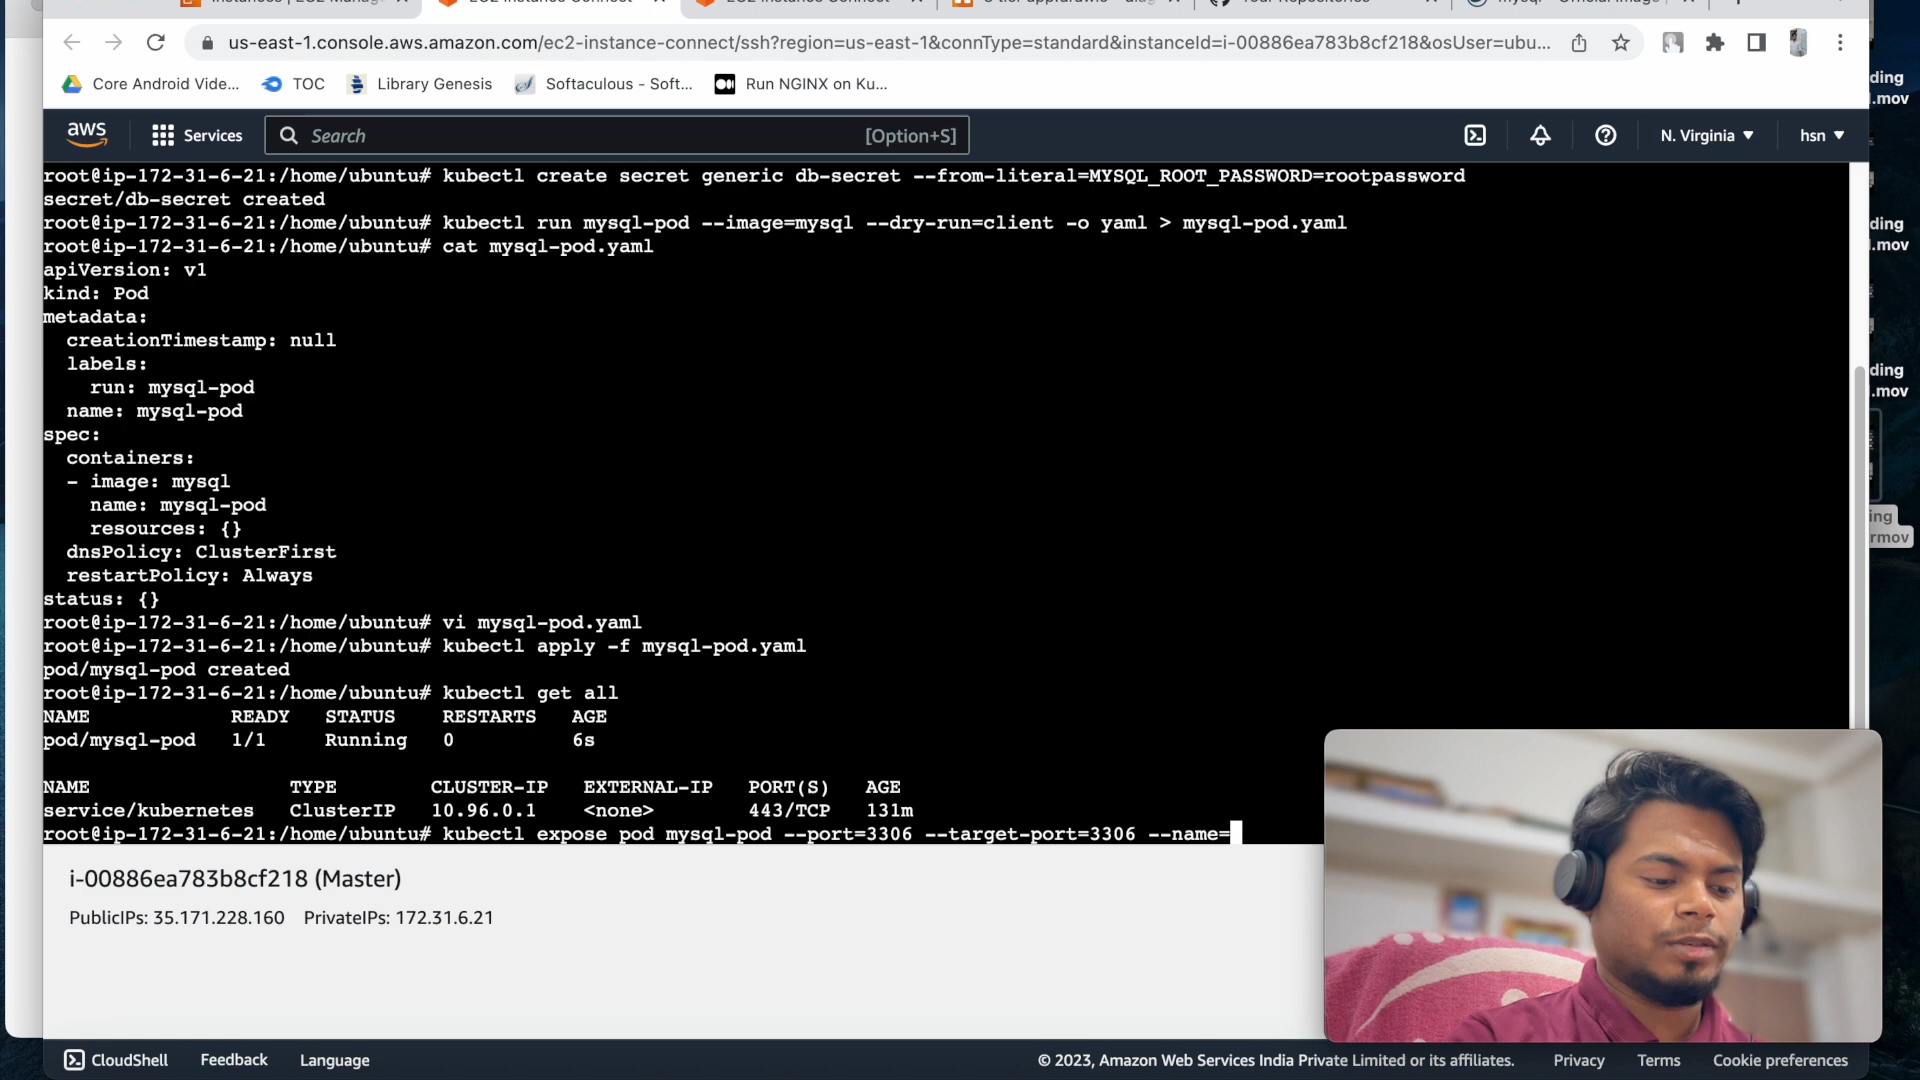 us-east-1.console.aws.amazon.com/ec2-instance-connect/ssh?region=us-east-1&connType=standard&instanceId=i-00886ea783b8cf218&osUser=ubu...
Core Android Vide... TOC Library Genesis Softaculous - Soft... Run NGINX on Ku...
aws Services Search [Option+S] N. Virginia ▼ hsn ▼
root@ip-172-31-6-21:/home/ubuntu# kubectl create secret generic db-secret --from-literal=MYSQL_ROOT_PASSWORD=rootpassword
secret/db-secret created
root@ip-172-31-6-21:/home/ubuntu# kubectl run mysql-pod --image=mysql --dry-run=client -o yaml > mysql-pod.yaml
root@ip-172-31-6-21:/home/ubuntu# cat mysql-pod.yaml
apiVersion: v1
kind: Pod
metadata:
  creationTimestamp: null
  labels:
    run: mysql-pod
  name: mysql-pod
spec:
  containers:
  - image: mysql
    name: mysql-pod
    resources: {}
  dnsPolicy: ClusterFirst
  restartPolicy: Always
status: {}
root@ip-172-31-6-21:/home/ubuntu# vi mysql-pod.yaml
root@ip-172-31-6-21:/home/ubuntu# kubectl apply -f mysql-pod.yaml
pod/mysql-pod created
root@ip-172-31-6-21:/home/ubuntu# kubectl get all
NAME READY STATUS RESTARTS AGE
pod/mysql-pod 1/1 Running 0 6s
NAME TYPE CLUSTER-IP EXTERNAL-IP PORT(S) AGE
service/kubernetes ClusterIP 10.96.0.1 <none> 443/TCP 131m
root@ip-172-31-6-21:/home/ubuntu# kubectl expose pod mysql-pod --port=3306 --target-port=3306 --name=
i-00886ea783b8cf218 (Master)
PublicIPs: 35.171.228.160 PrivateIPs: 172.31.6.21
CloudShell Feedback Language © 2023, Amazon Web Services India Private Limited or its affiliates. Privacy Terms Cookie preferences
ding
.mov
ding
.mov
ding
.mov
ing
rmov